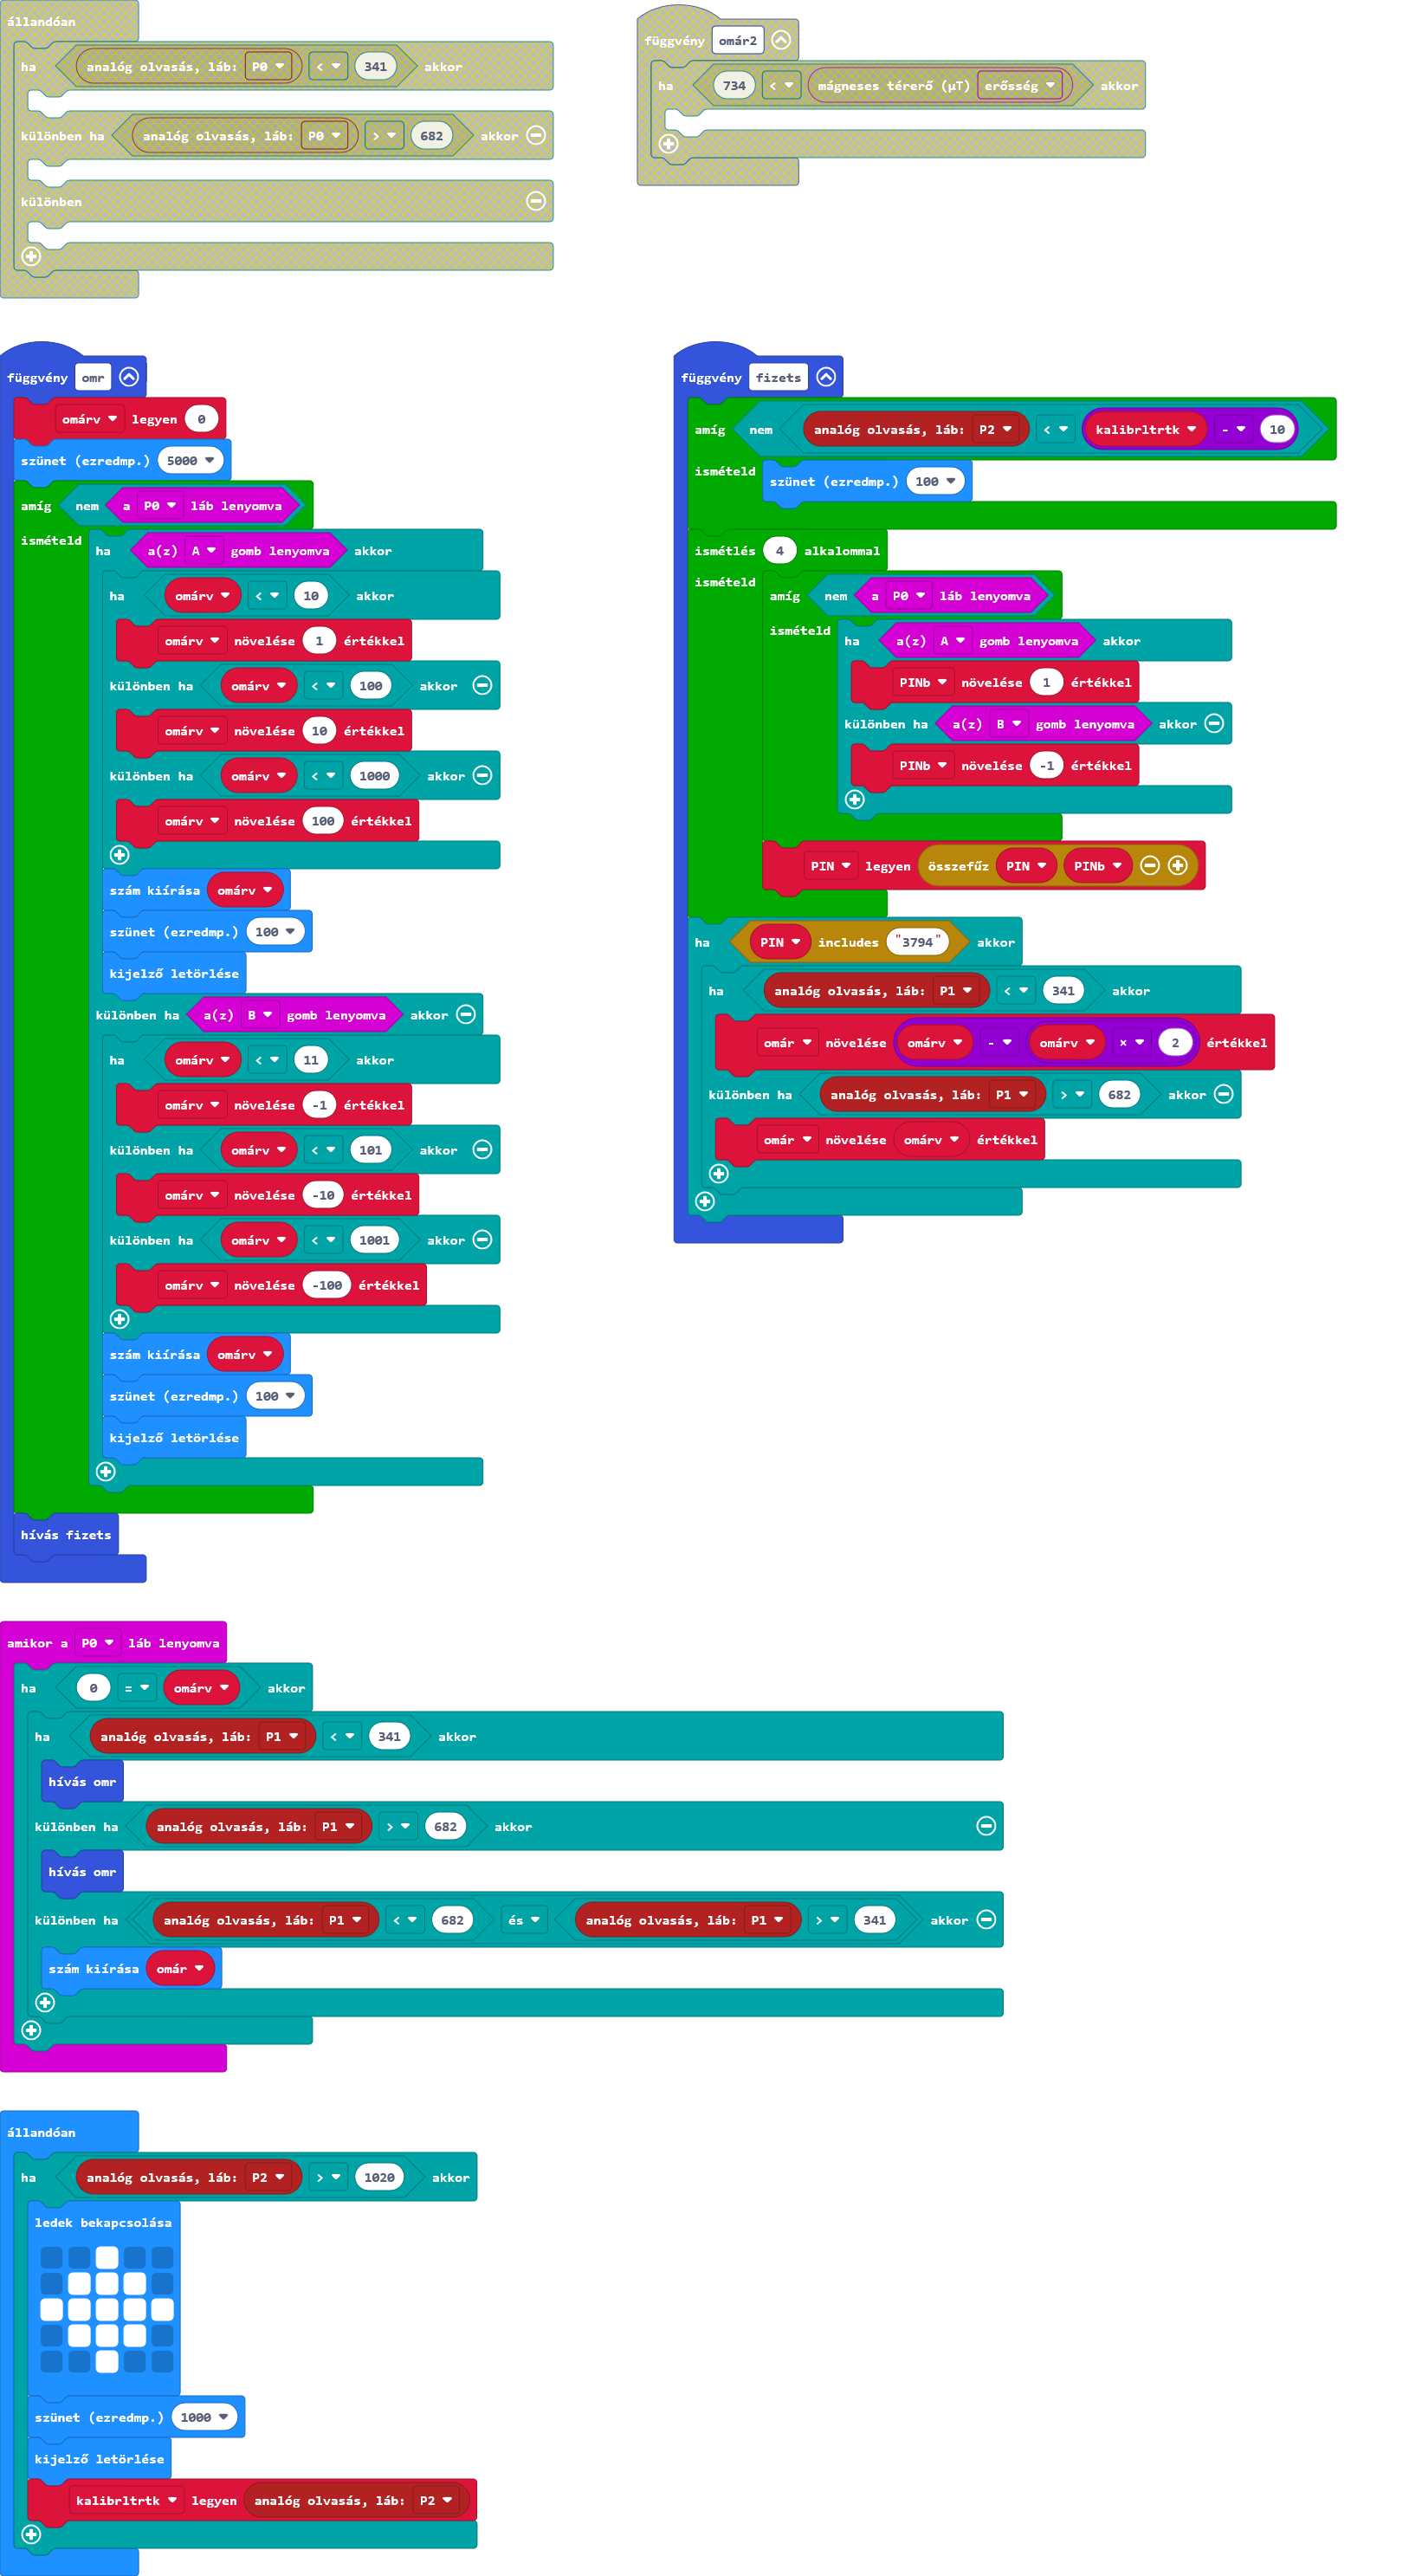 állandóan
ha analóg olvasás, láb: P0 < 341 akkor
különben ha analóg olvasás, láb: P0 > 682 akkor
különben
függvény omár2
ha 734 < mágneses térerő (µT) erősség akkor
függvény omr
omárv legyen 0
szünet (ezredmp.) 5000
amíg nem a P0 láb lenyomva
ismételd
ha a(z) A gomb lenyomva akkor
ha omárv < 10 akkor
omárv növelése 1 értékkel
különben ha omárv < 100 akkor
omárv növelése 10 értékkel
különben ha omárv < 1000 akkor
omárv növelése 100 értékkel
szám kiírása omárv
szünet (ezredmp.) 100
kijelző letörlése
különben ha a(z) B gomb lenyomva akkor
ha omárv < 11 akkor
omárv növelése -1 értékkel
különben ha omárv < 101 akkor
omárv növelése -10 értékkel
különben ha omárv < 1001 akkor
omárv növelése -100 értékkel
szám kiírása omárv
szünet (ezredmp.) 100
kijelző letörlése
hívás fizets
függvény fizets
amíg nem analóg olvasás, láb: P2 < kalibrltrtk - 10
ismételd szünet (ezredmp.) 100
ismétlés 4 alkalommal
ismételd amíg nem a P0 láb lenyomva
ismételd ha a(z) A gomb lenyomva akkor
PINb növelése 1 értékkel
különben ha a(z) B gomb lenyomva akkor
PINb növelése -1 értékkel
PIN legyen összefűz PIN PINb
ha PIN includes "3794" akkor
ha analóg olvasás, láb: P1 < 341 akkor
omár növelése omárv - omárv × 2 értékkel
különben ha analóg olvasás, láb: P1 > 682 akkor
omár növelése omárv értékkel
amikor a P0 láb lenyomva
ha 0 = omárv akkor
ha analóg olvasás, láb: P1 < 341 akkor
hívás omr
különben ha analóg olvasás, láb: P1 > 682 akkor
hívás omr
különben ha analóg olvasás, láb: P1 < 682 és analóg olvasás, láb: P1 > 341 akkor
szám kiírása omár
állandóan
ha analóg olvasás, láb: P2 > 1020 akkor
ledek bekapcsolása
szünet (ezredmp.) 1000
kijelző letörlése
kalibrltrtk legyen analóg olvasás, láb: P2